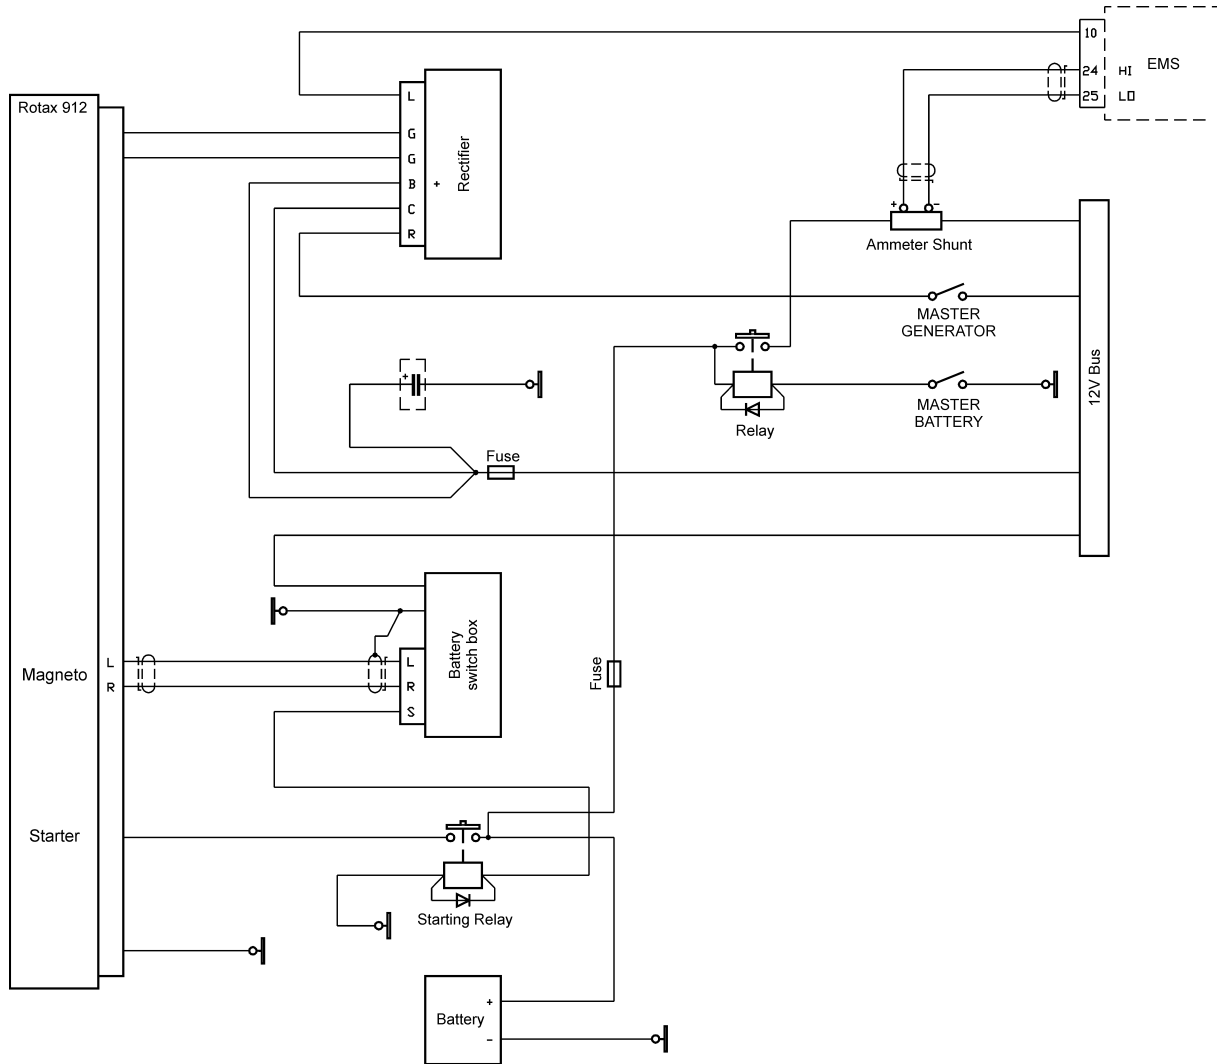 10
24 HI
EMS
25 LO
Rotax 912
L
G
G
B +
C
R
Rectifier
+ -
Ammeter Shunt
MASTER
GENERATOR
12V Bus
+
MASTER
BATTERY
Relay
Fuse
Battery
switch box
Fuse
Magneto
L
R
L
R
S
Starter
Starting Relay
Battery
+
-